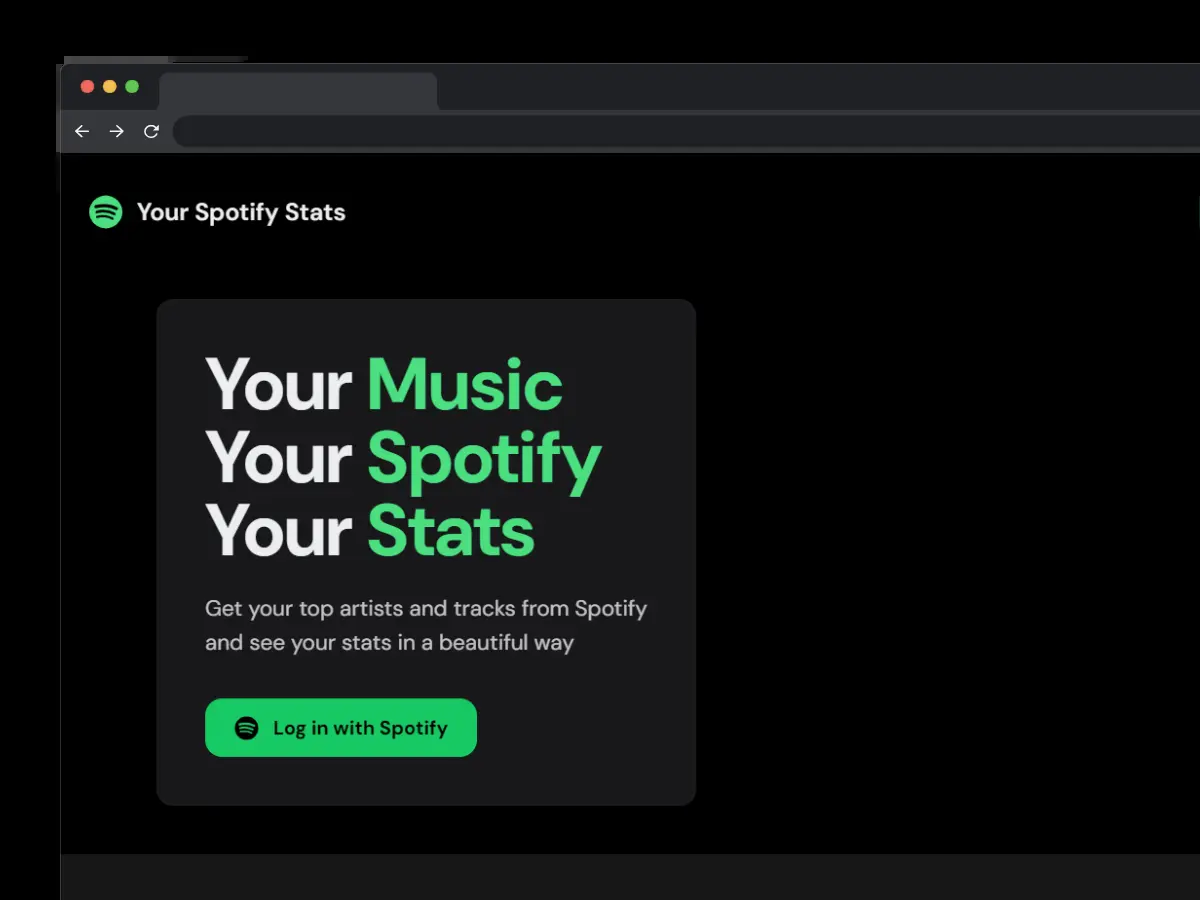 Your Spotify Stats
Your Music
Your Spotify
Your Stats
Get your top artists and tracks from Spotify
and see your stats in a beautiful way
Log in with Spotify